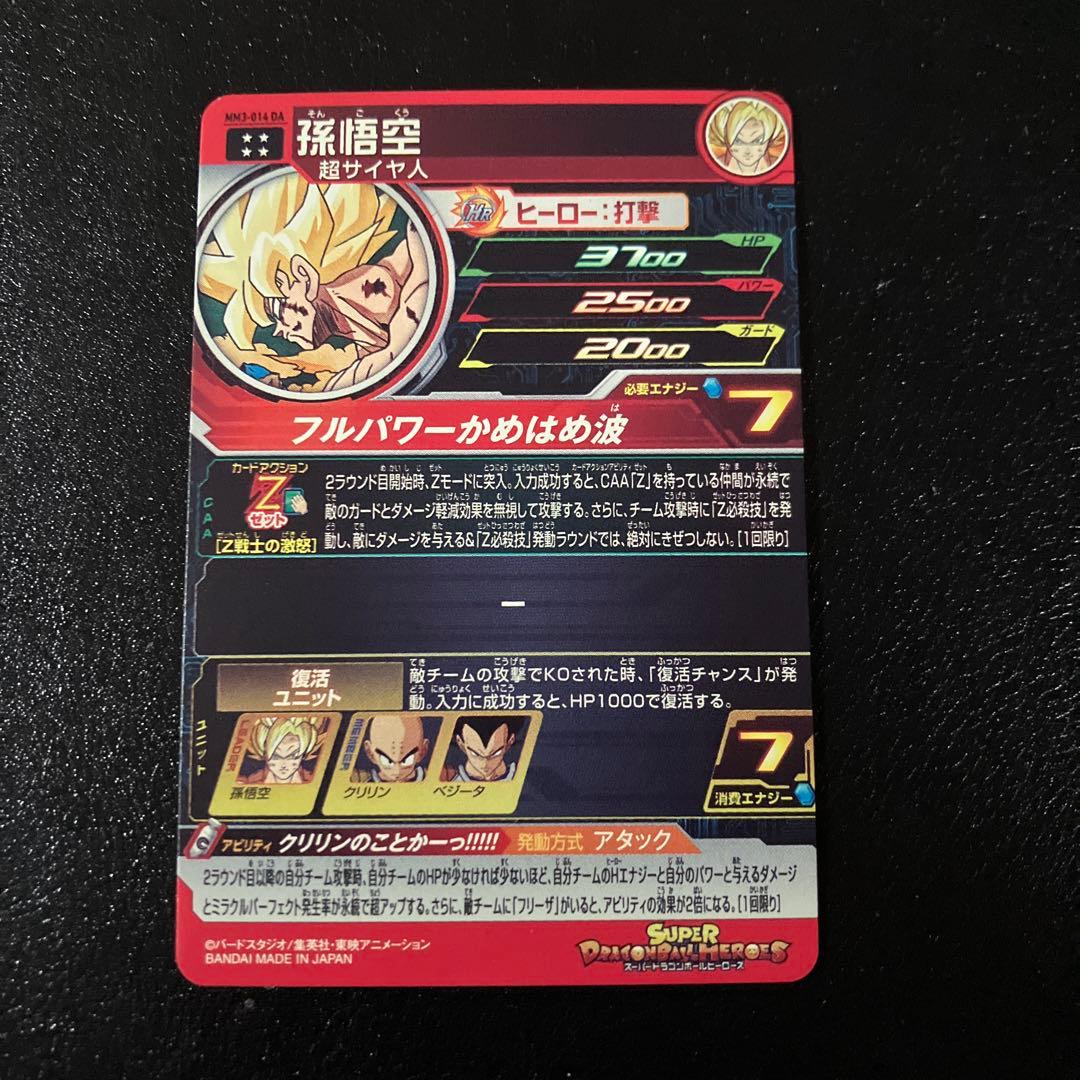 MM3-014 DA
そん ご くう
孫悟空
超サイヤ人
HR
ヒーロー:打撃
HP
3700
パワー
2500
ガード
2000
必要エナジー
7
は
フルパワーかめはめ波
カードアクション
Z
ゼット
[Z戦士の激怒]
CAA
2ラウンド目開始時、Zモードに突入。入力成功すると、CAA「Z」を持っている仲間が永続で
敵のガードとダメージ軽減効果を無視して攻撃する。さらに、チーム攻撃時に「Z必殺技」を発
動し、敵にダメージを与える&「Z必殺技」発動ラウンドでは、絶対にきぜつしない。[1回限り]
ー
ユニット
復活
ユニット
敵チームの攻撃でKOされた時、「復活チャンス」が発
動。入力に成功すると、HP1000で復活する。
LEADER
孫悟空
MEMBER
クリリン
ベジータ
7
消費エナジー
アビリティ クリリンのことかーっ!!!!! 発動方式 アタック
2ラウンド目以降の自分チーム攻撃時、自分チームのHPが少なければ少ないほど、自分チームのHエナジーと自分のパワーと与えるダメージ
とミラクルパーフェクト発生率が永続で超アップする。さらに、敵チームに「フリーザ」がいると、アビリティの効果が2倍になる。[1回限り]
©バードスタジオ/集英社・東映アニメーション
BANDAI MADE IN JAPAN
SUPER
DRAGONBALL HEROES
スーパードラゴンボールヒーローズ